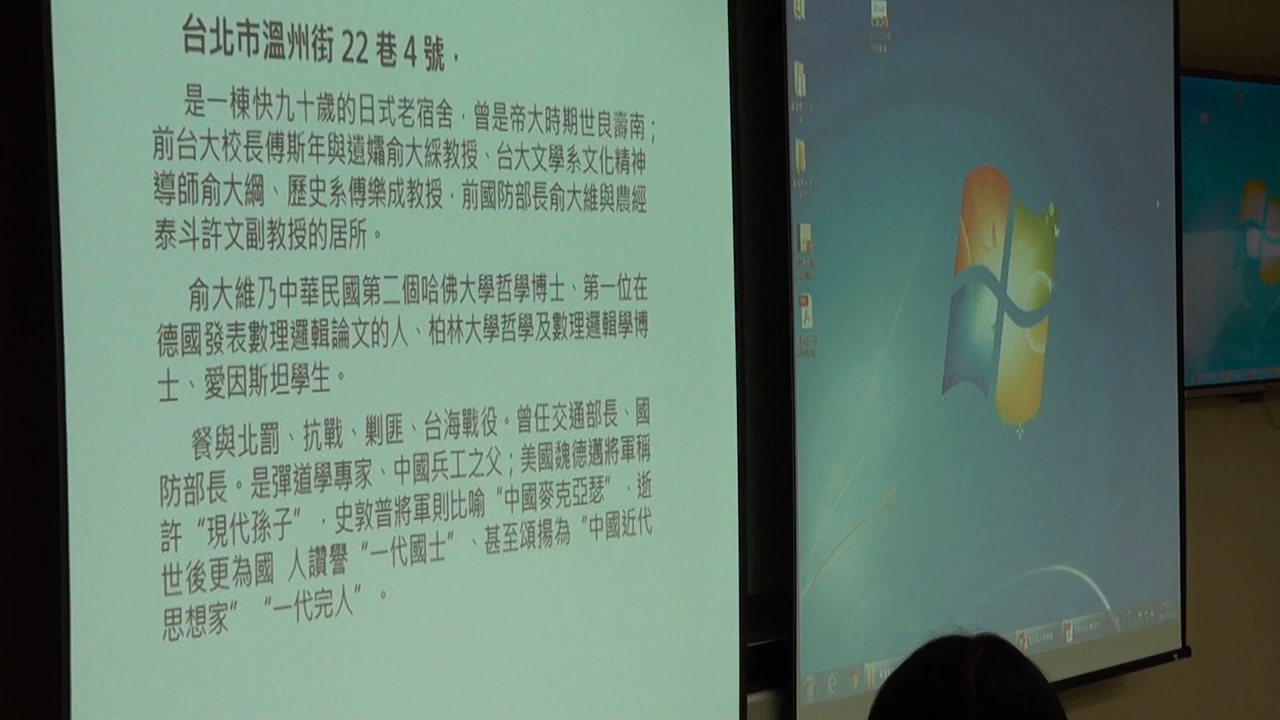 台北市溫州街 22 巷 4 號，
是一棟快九十歲的日式老宿舍，曾是帝大時期世良壽南；
前台大校長傅斯年與遺孀俞大綵教授、台大文學系文化精神
導師俞大綱、歷史系傅樂成教授，前國防部長俞大維與農經
泰斗許文副教授的居所。
俞大維乃中華民國第二個哈佛大學哲學博士、第一位在
德國發表數理邏輯論文的人、柏林大學哲學及數理邏輯學博
士、愛因斯坦學生。
餐與北罰、抗戰、剿匪、台海戰役。曾任交通部長、國
防部長。是彈道學專家、中國兵工之父；美國魏德邁將軍稱
許“現代孫子”，史敦普將軍則比喻“中國麥克亞瑟”，逝
世後更為國 人讚譽“一代國士”、甚至頌揚為“中國近代
思想家”“一代完人”。